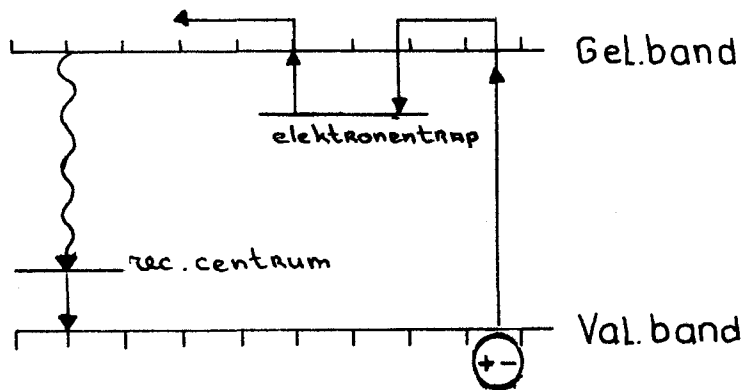 Gel.band
elektronentrap
rec.centrum
Val.band
+-